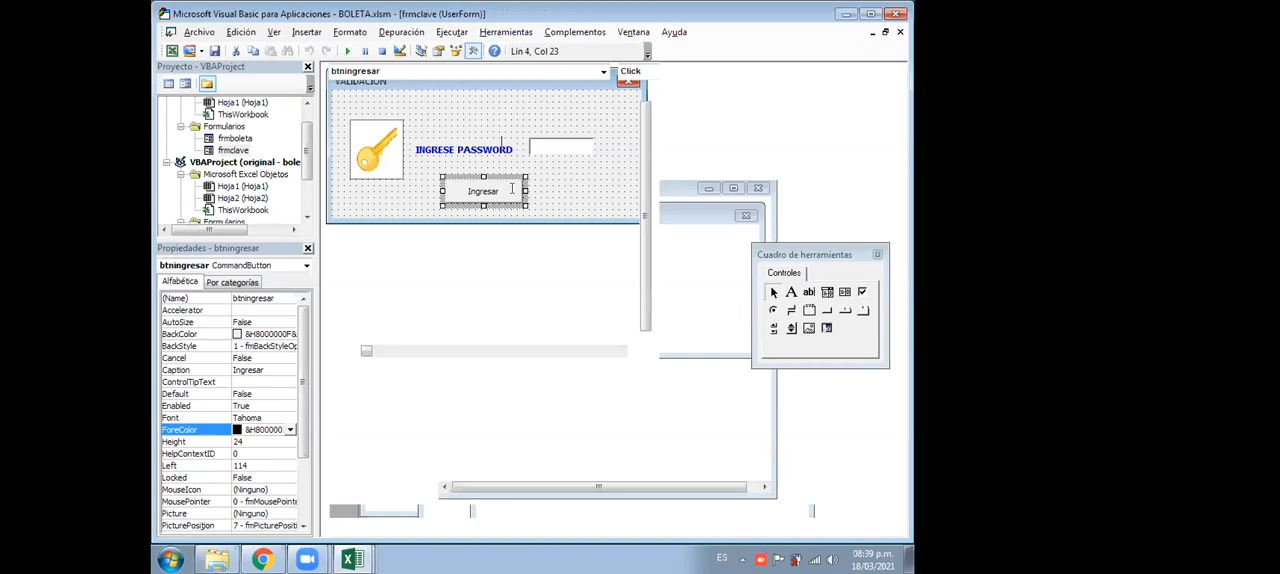 Microsoft Visual Basic para Aplicaciones - BOLETA.xlsm - [frmclave (UserForm)]
Archivo Edición Ver Insertar Formato Depuración Ejecutar Herramientas Complementos Ventana Ayuda
Lín 4, Col 23
Proyecto - VBAProject
Hoja1 (Hoja1)
ThisWorkbook
Formularios
frmboleta
frmclave
VBAProject (original - bole
Microsoft Excel Objetos
Hoja1 (Hoja1)
Hoja2 (Hoja2)
ThisWorkbook
Formularios
Propiedades - btningresar
btningresar CommandButton
Alfabética Por categorías
(Name) btningresar
Accelerator
AutoSize False
BackColor &H8000000F&
BackStyle 1 - fmBackStyleOp
Cancel False
Caption Ingresar
ControlTipText
Default False
Enabled True
Font Tahoma
ForeColor &H800000
Height 24
HelpContextID 0
Left 114
Locked False
MouseIcon (Ninguno)
MousePointer 0 - fmMousePointe
Picture (Ninguno)
PicturePosition 7 - fmPicturePositi
btningresar Click
VALIDACION
INGRESE PASSWORD
Ingresar
Cuadro de herramientas
Controles
A ab|
ES
08:39 p.m.
18/03/2021